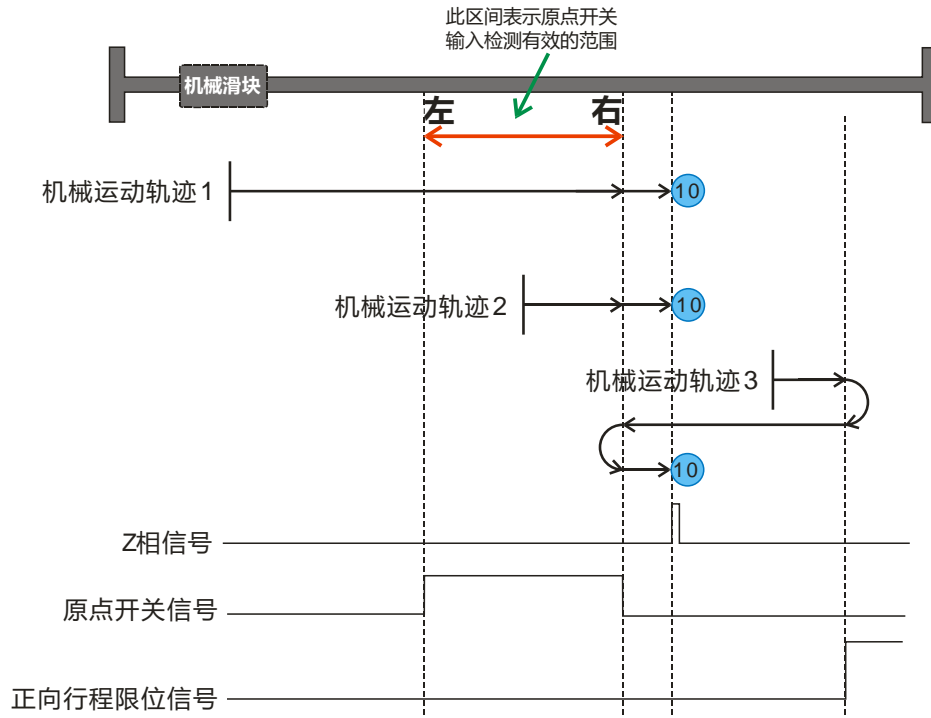 此区间表示原点开关
输入检测有效的范围
机械滑块
左
右
机械运动轨迹1
10
机械运动轨迹2
10
机械运动轨迹3
10
Z相信号
原点开关信号
正向行程限位信号